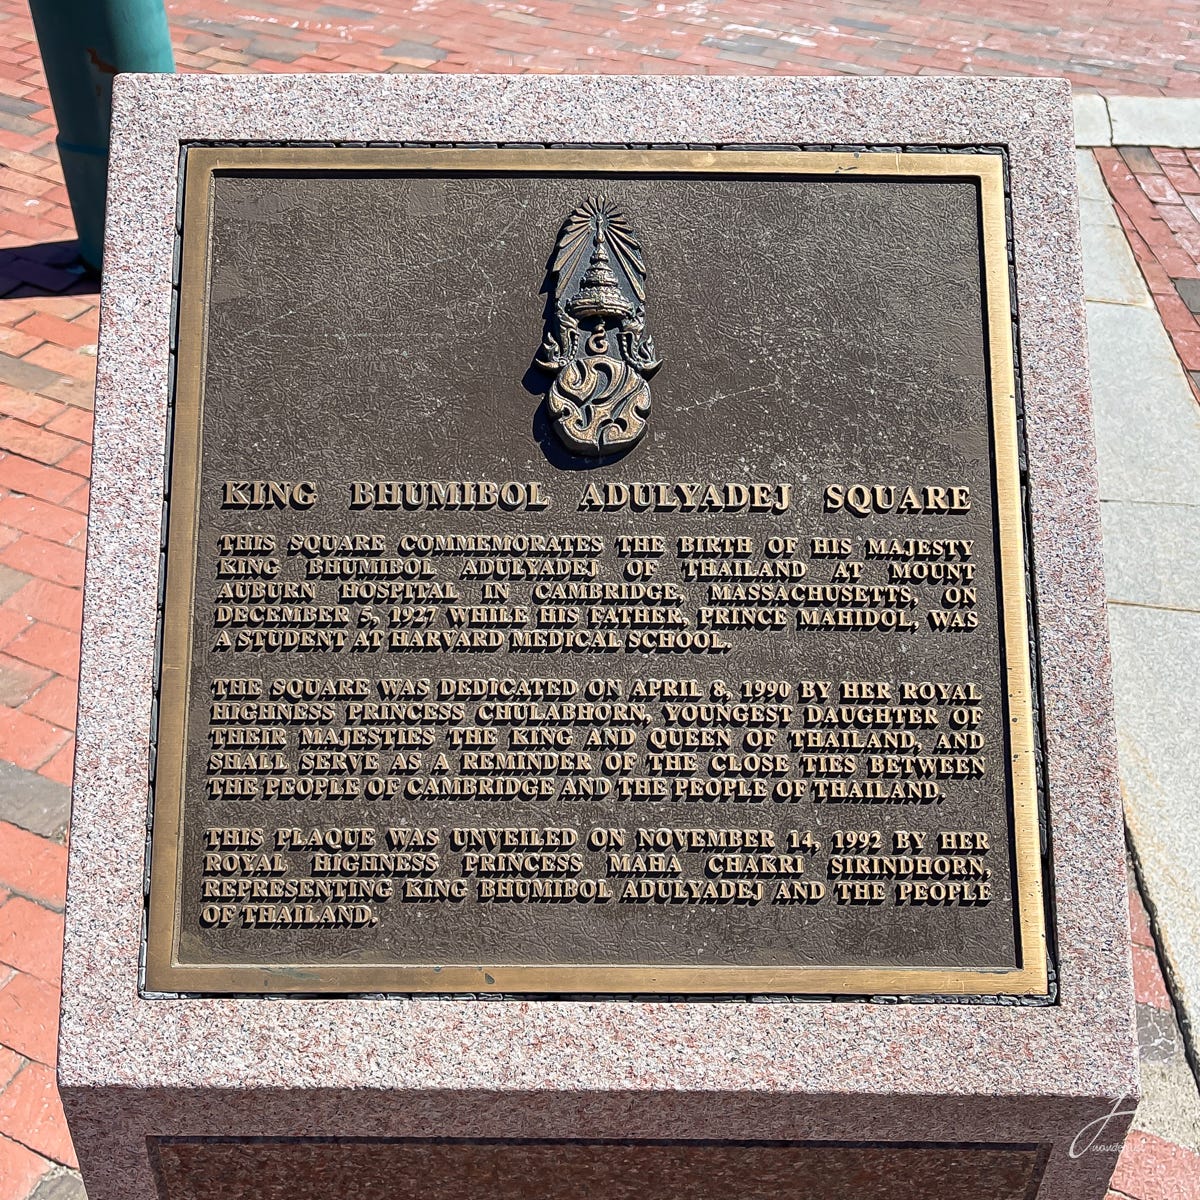 KING BHUMIBOL ADULYADEJ SQUARE
THIS SQUARE COMMEMORATES THE BIRTH OF HIS MAJESTY
KING BHUMIBOL ADULYADEJ OF THAILAND AT MOUNT
AUBURN HOSPITAL IN CAMBRIDGE, MASSACHUSETTS, ON
DECEMBER 5, 1927 WHILE HIS FATHER, PRINCE MAHIDOL, WAS
A STUDENT AT HARVARD MEDICAL SCHOOL.
THE SQUARE WAS DEDICATED ON APRIL 8, 1990 BY HER ROYAL
HIGHNESS PRINCESS CHULABHORN, YOUNGEST DAUGHTER OF
THEIR MAJESTIES THE KING AND QUEEN OF THAILAND, AND
SHALL SERVE AS A REMINDER OF THE CLOSE TIES BETWEEN
THE PEOPLE OF CAMBRIDGE AND THE PEOPLE OF THAILAND.
THIS PLAQUE WAS UNVEILED ON NOVEMBER 14, 1992 BY HER
ROYAL HIGHNESS PRINCESS MAHA CHAKRI SIRINDHORN,
REPRESENTING KING BHUMIBOL ADULYADEJ AND THE PEOPLE
OF THAILAND.